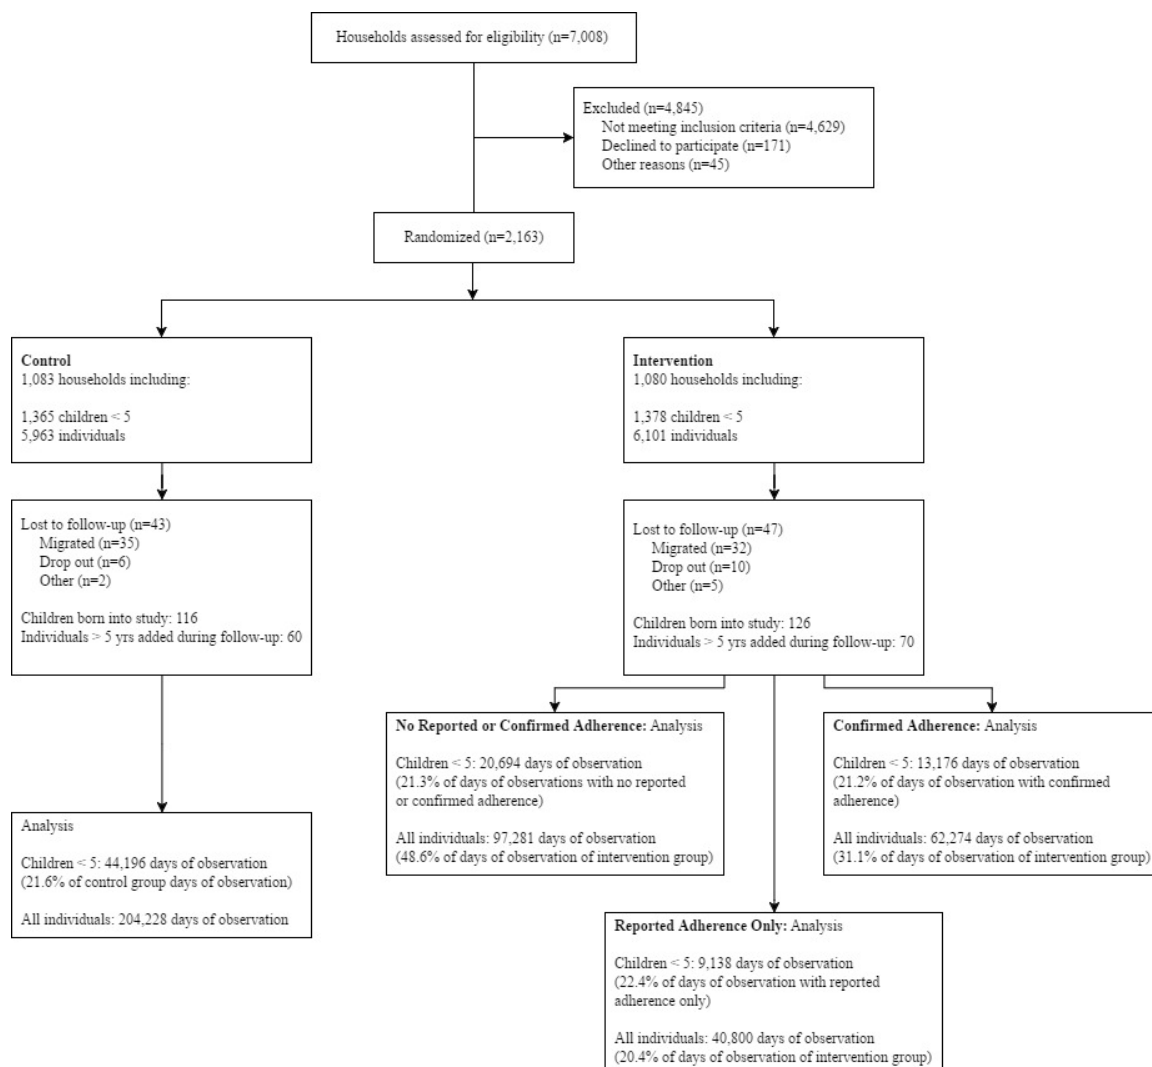 Households assessed for eligibility (n=7,008)
Excluded (n=4,845)
Not meeting inclusion criteria (n=4,629)
Declined to participate (n=171)
Other reasons (n=45)
Randomized (n=2,163)
Control
1,083 households including:
1,365 children < 5
5,963 individuals
Intervention
1,080 households including:
1,378 children < 5
6,101 individuals
Lost to follow-up (n=43)
Migrated (n=35)
Drop out (n=6)
Other (n=2)
Children born into study: 116
Individuals > 5 yrs added during follow-up: 60
Lost to follow-up (n=47)
Migrated (n=32)
Drop out (n=10)
Other (n=5)
Children born into study: 126
Individuals > 5 yrs added during follow-up: 70
No Reported or Confirmed Adherence: Analysis
Children < 5: 20,694 days of observation
(21.3% of days of observations with no reported
or confirmed adherence)
All individuals: 97,281 days of observation
(48.6% of days of observation of intervention group)
Confirmed Adherence: Analysis
Children < 5: 13,176 days of observation
(21.2% of days of observation with confirmed
adherence)
All individuals: 62,274 days of observation
(31.1% of days of observation of intervention group)
Analysis
Children < 5: 44,196 days of observation
(21.6% of control group days of observation)
All individuals: 204,228 days of observation
Reported Adherence Only: Analysis
Children < 5: 9,138 days of observation
(22.4% of days of observation with reported
adherence only)
All individuals: 40,800 days of observation
(20.4% of days of observation of intervention group)